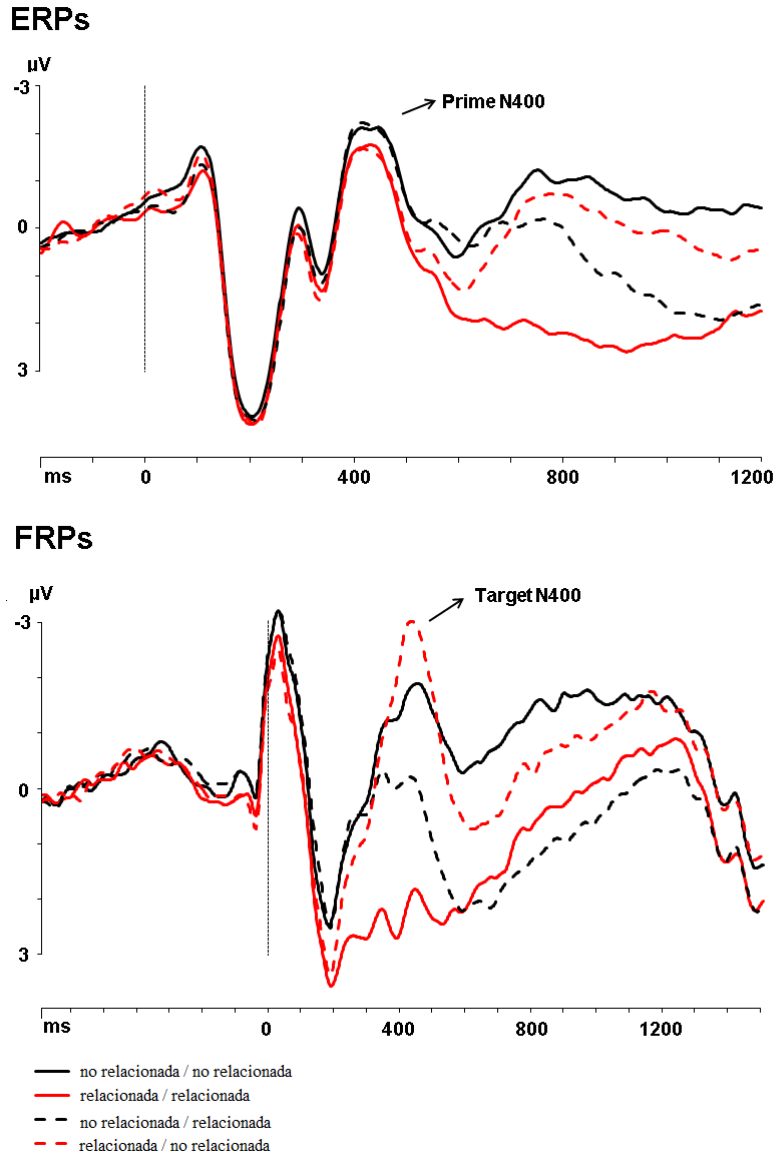 ERPs
µV
-3
Prime N400
0
3
ms 0 400 800 1200
FRPs
µV
-3
Target N400
0
3
ms 0 400 800 1200
no relacionada / no relacionada
relacionada / relacionada
no relacionada / relacionada
relacionada / no relacionada